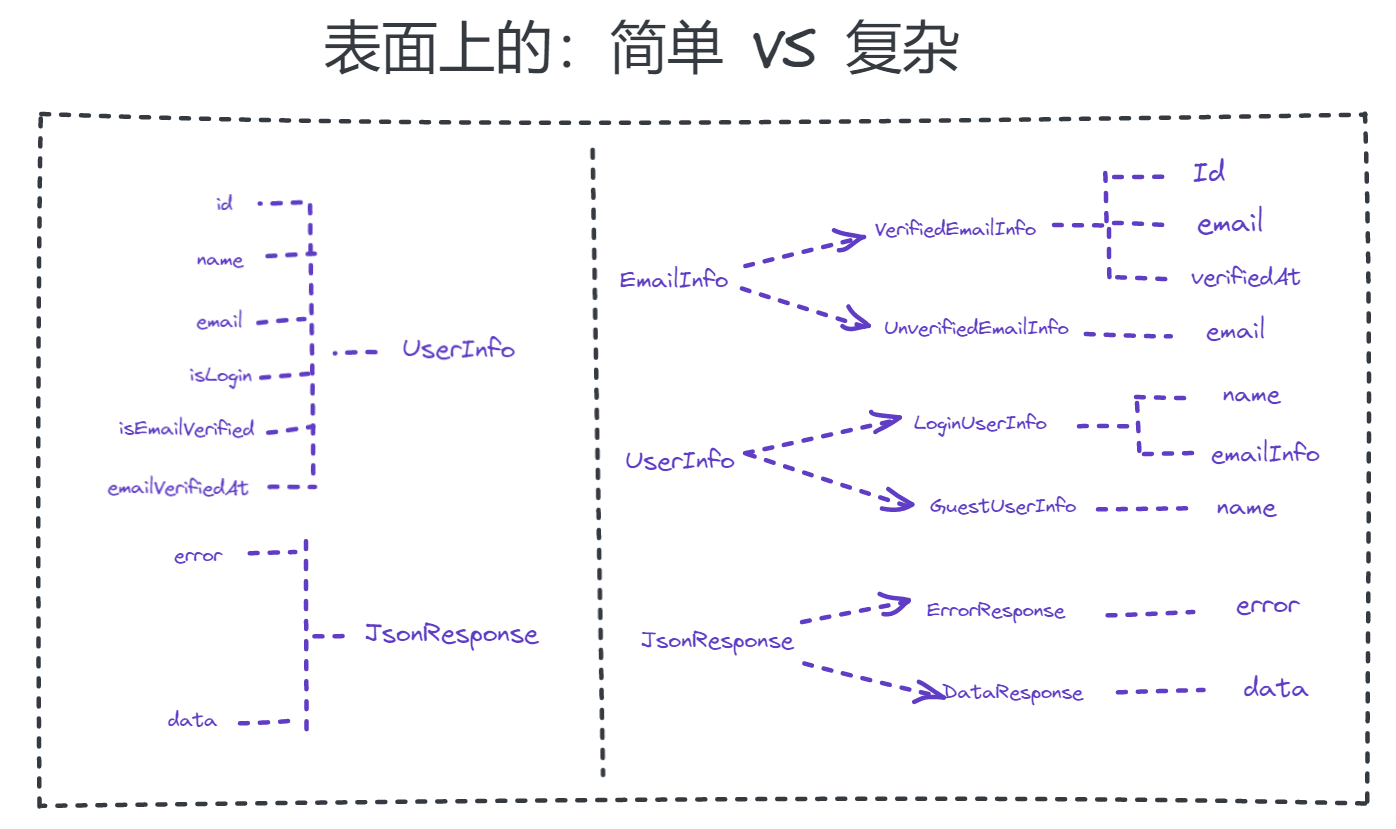 表面上的：简单 VS 复杂
id
name
email
isLogin
isEmailVerified
emailVerifiedAt
UserInfo
error
data
JsonResponse
EmailInfo
VerifiedEmailInfo
Id
email
verifiedAt
UnverifiedEmailInfo
email
UserInfo
LoginUserInfo
name
emailInfo
GuestUserInfo
name
JsonResponse
ErrorResponse
error
DataResponse
data